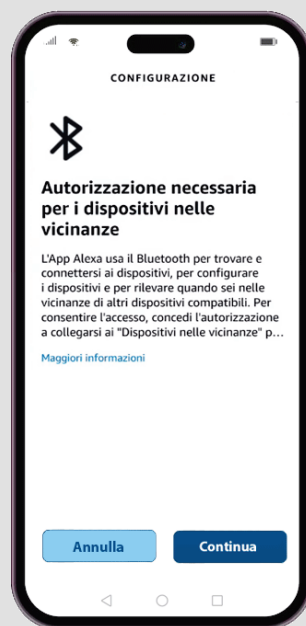 CONFIGURAZIONE
Autorizzazione necessaria
per i dispositivi nelle
vicinanze
L'App Alexa usa il Bluetooth per trovare e
connettersi ai dispositivi, per configurare
i dispositivi e per rilevare quando sei nelle
vicinanze di altri dispositivi compatibili. Per
consentire l'accesso, concedi l'autorizzazione
a collegarsi ai "Dispositivi nelle vicinanze" p...
Maggiori informazioni
Annulla
Continua